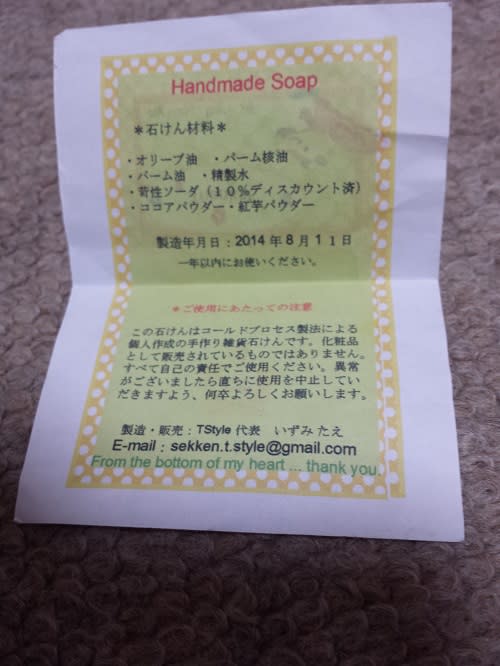 Handmade Soap
＊石けん材料＊
・オリーブ油　・パーム核油
・パーム油　・精製水
・苛性ソーダ（１０％ディスカウント済）
・ココアパウダー・紅芋パウダー
製造年月日：2014年８月１１日
一年以内にお使いください。
＊ご使用にあたっての注意
この石けんはコールドプロセス製法による
個人作成の手作り雑貨石けんです。化粧品
として販売されているものではありません。
すべて自己の責任でご使用ください。異常
がございましたら直ちに使用を中止してい
だきますよう、何卒よろしくお願いします。
製造・販売：TStyle 代表　いずみ たえ
E-mail：sekken.t.style@gmail.com
From the bottom of my heart ... thank you.